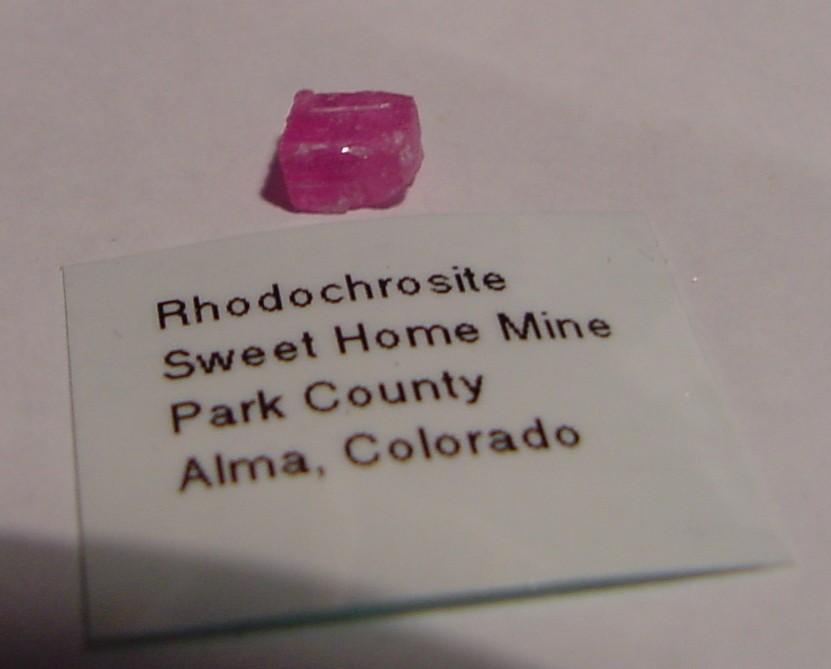 Rhodochrosite
Sweet Home Mine
Park County
Alma, Colorado